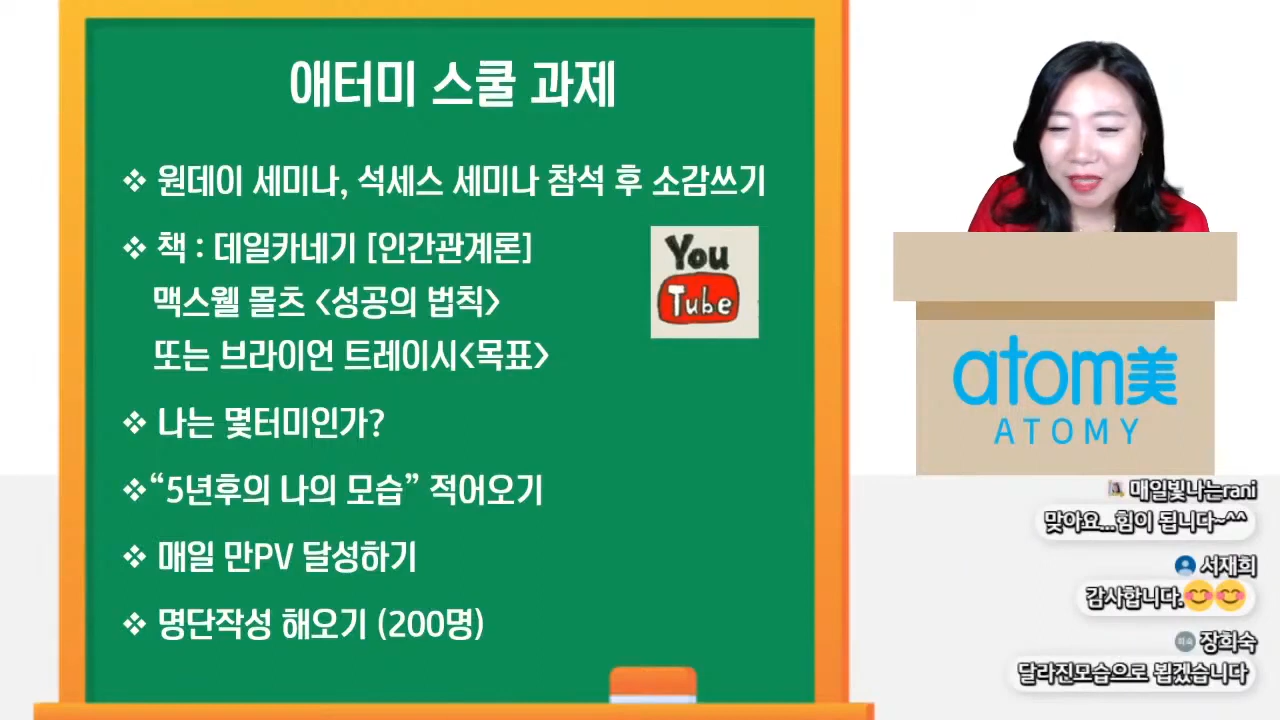 애터미 스쿨 과제
❖ 원데이 세미나, 석세스 세미나 참석 후 소감쓰기
❖ 책 : 데일카네기 [인간관계론]
맥스웰 몰츠 <성공의 법칙>
또는 브라이언 트레이시<목표>
❖ 나는 몇터미인가?
❖“5년후의 나의 모습” 적어오기
❖ 매일 만PV 달성하기
❖ 명단작성 해오기 (200명)
You
Tube
atom美
ATOMY
매일빛나는rani
맞아요...힘이 됩니다~^^
서재희
감사합니다.😊😊
장희숙
달라진모습으로 뵙겠습니다